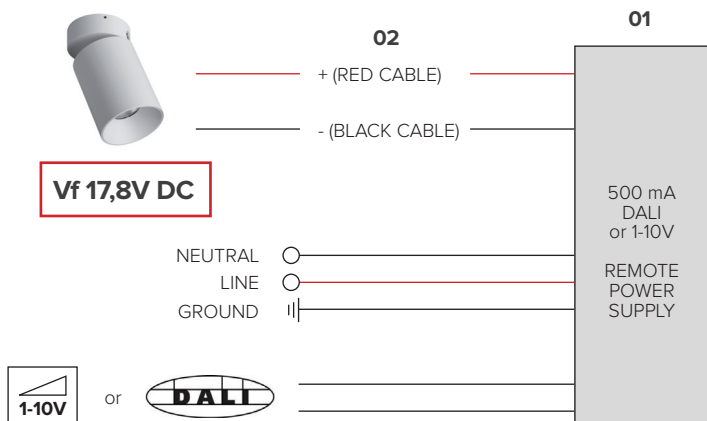 01
02
+ (RED CABLE)
- (BLACK CABLE)
Vf 17,8V DC
500 mA
DALI
or 1-10V
REMOTE
POWER
SUPPLY
NEUTRAL
LINE
GROUND
1-10V
or
DALI